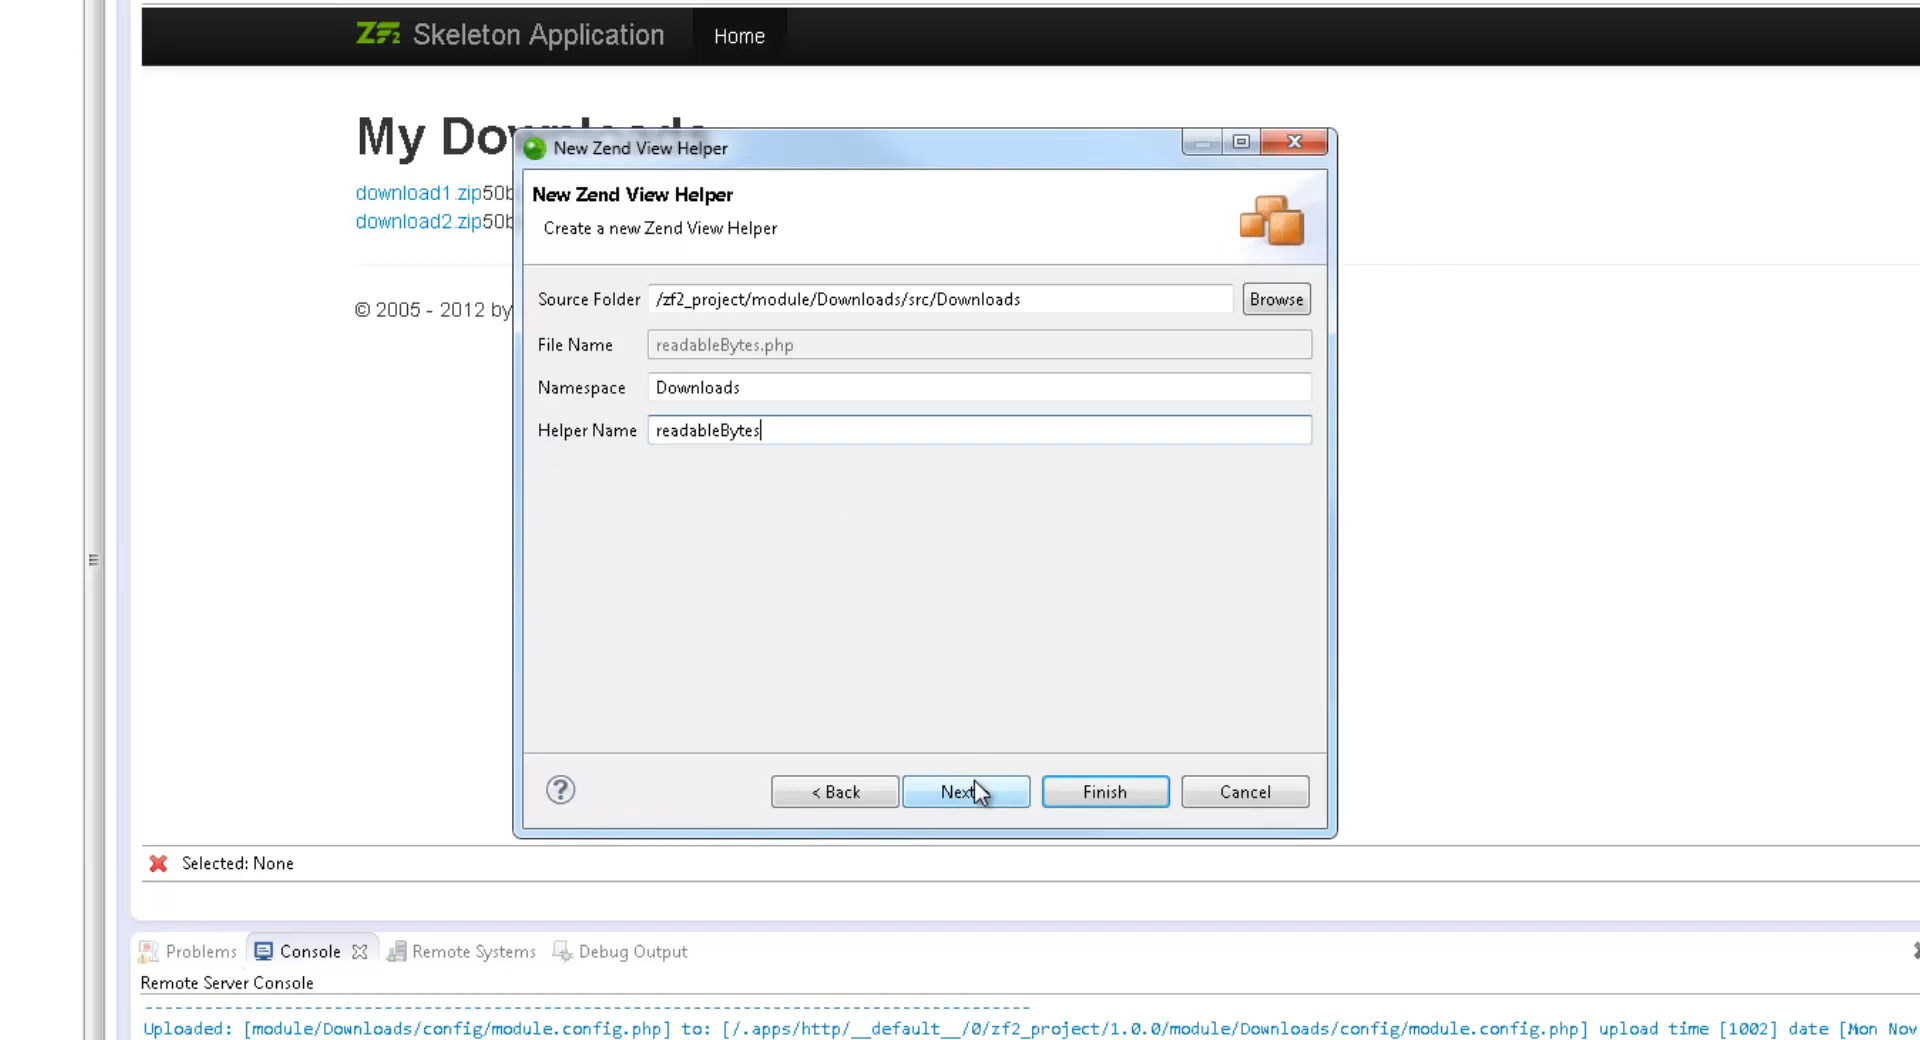 ZF2 Skeleton Application Home
My Downloads
New Zend View Helper
download1.zip50b
download2.zip50b
New Zend View Helper
Create a new Zend View Helper
© 2005 - 2012 by
Source Folder /zf2_project/module/Downloads/src/Downloads Browse
File Name readableBytes.php
Namespace Downloads
Helper Name readableBytes
? < Back Next Finish Cancel
Selected: None
Problems Console Remote Systems Debug Output
Remote Server Console
--------------------------------------------------------------------------------
Uploaded: [module/Downloads/config/module.config.php] to: [/.apps/http/__default__/0/zf2_project/1.0.0/module/Downloads/config/module.config.php] upload time [1002] date [Mon Nov